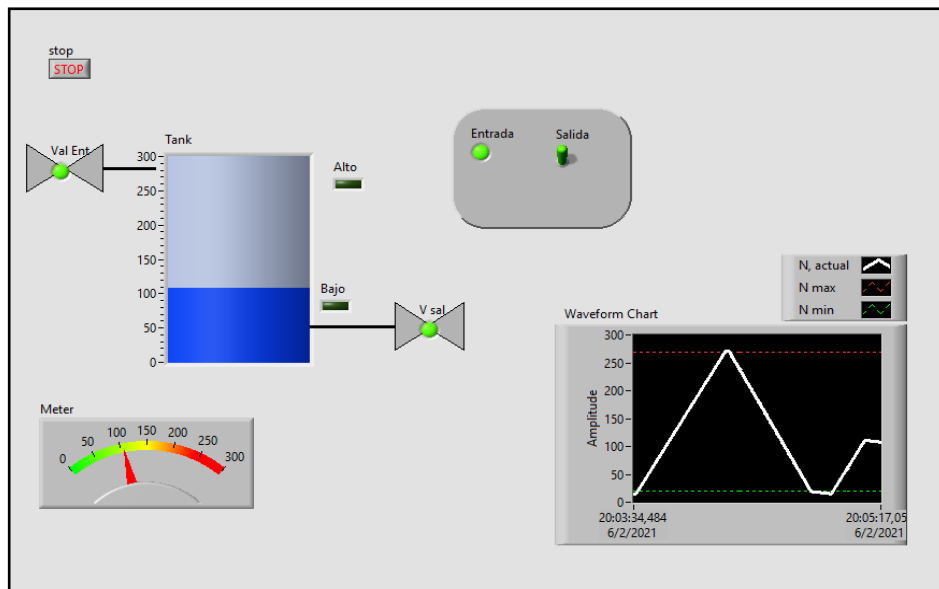 stop
STOP
Val Ent
Tank
300
250
200
150
100
50
0
Alto
Bajo
V sal
Entrada
Salida
N, actual
N max
N min
Waveform Chart
Amplitude
300
250
200
150
100
50
0
20:03:34,484
6/2/2021
20:05:17,05
6/2/2021
Meter
0
50
100
150
200
250
300